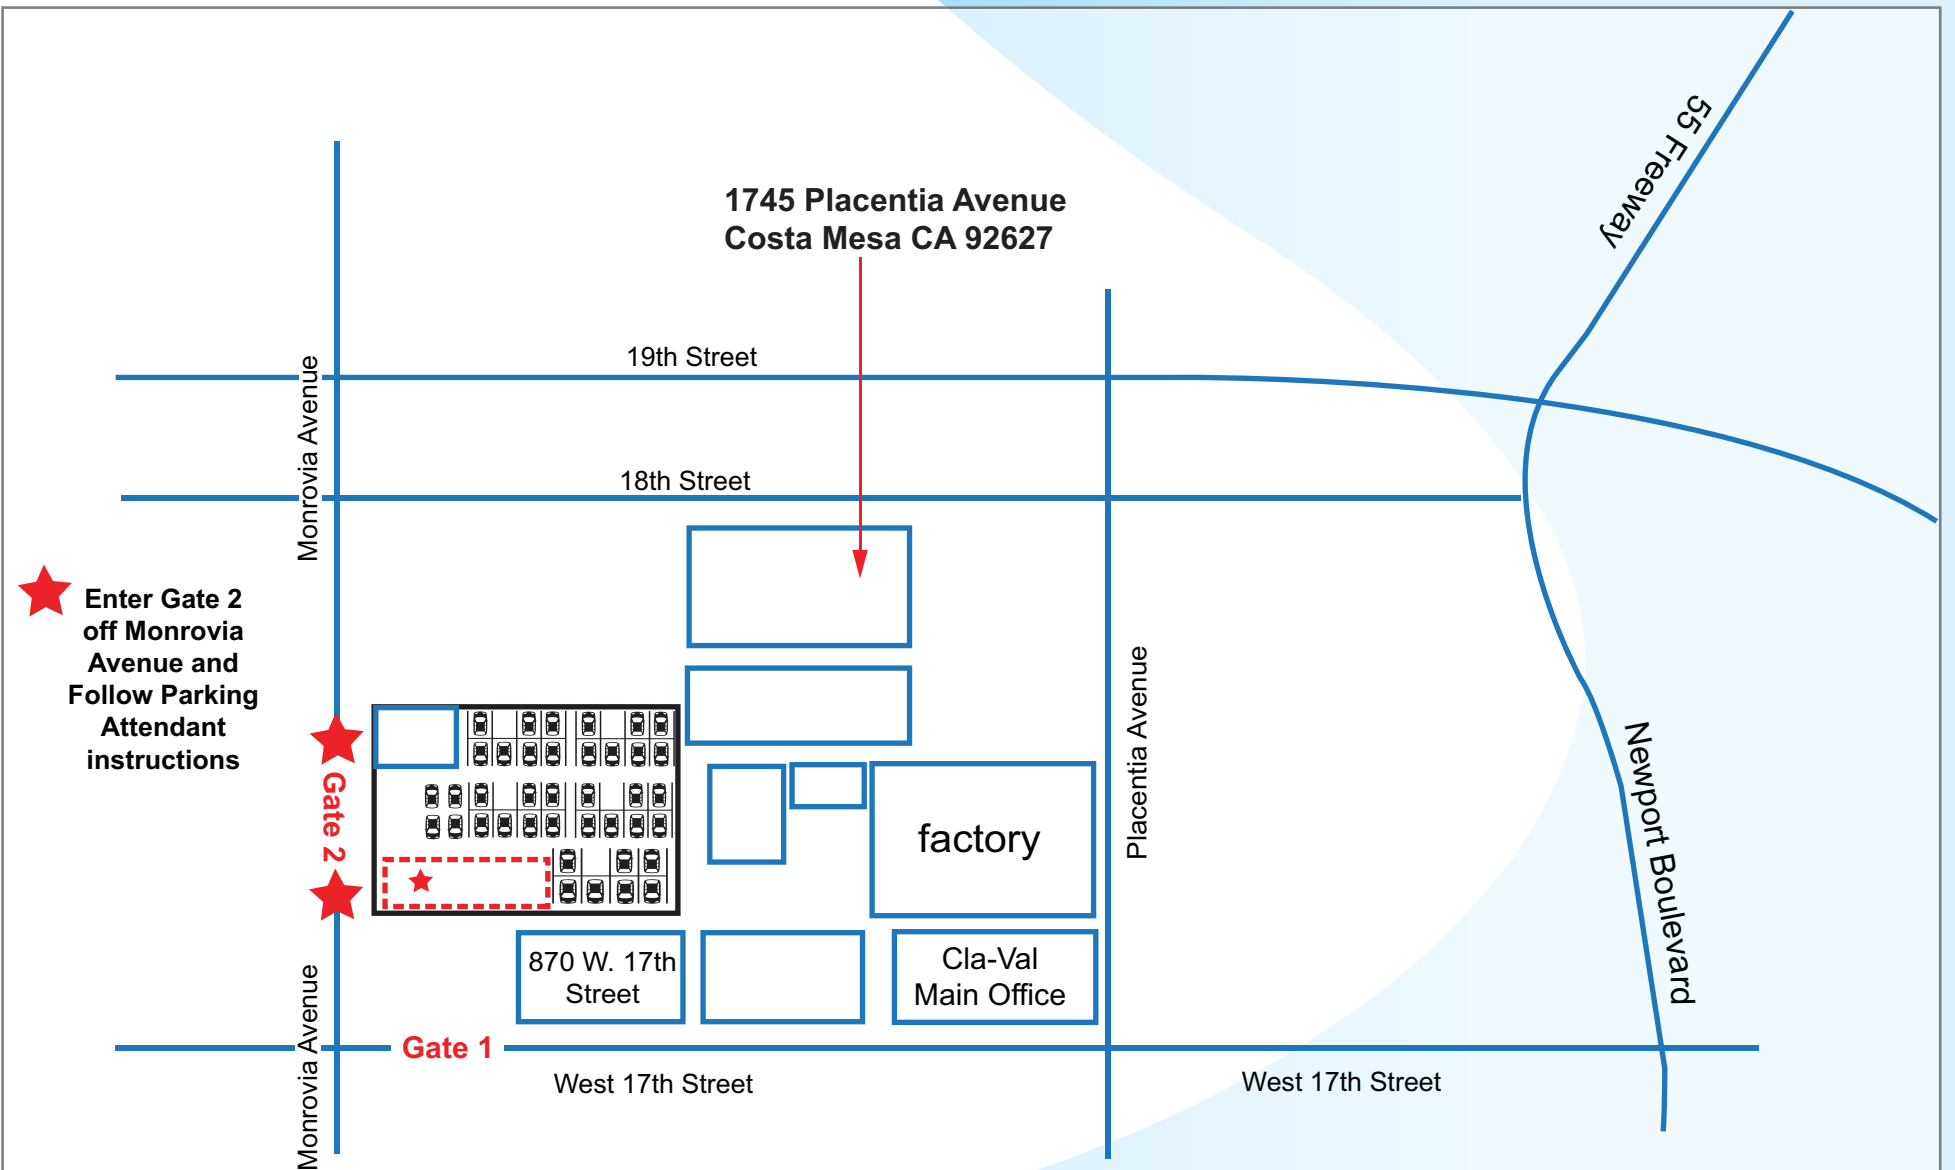 55 Freeway
1745 Placentia Avenue
Costa Mesa CA 92627
19th Street
Monrovia Avenue
18th Street
Enter Gate 2
off Monrovia
Avenue and
Follow Parking
Attendant
instructions
Gate 2
factory
Placentia Avenue
Newport Boulevard
870 W. 17th
Street
Cla-Val
Main Office
Monrovia Avenue
Gate 1
West 17th Street
West 17th Street